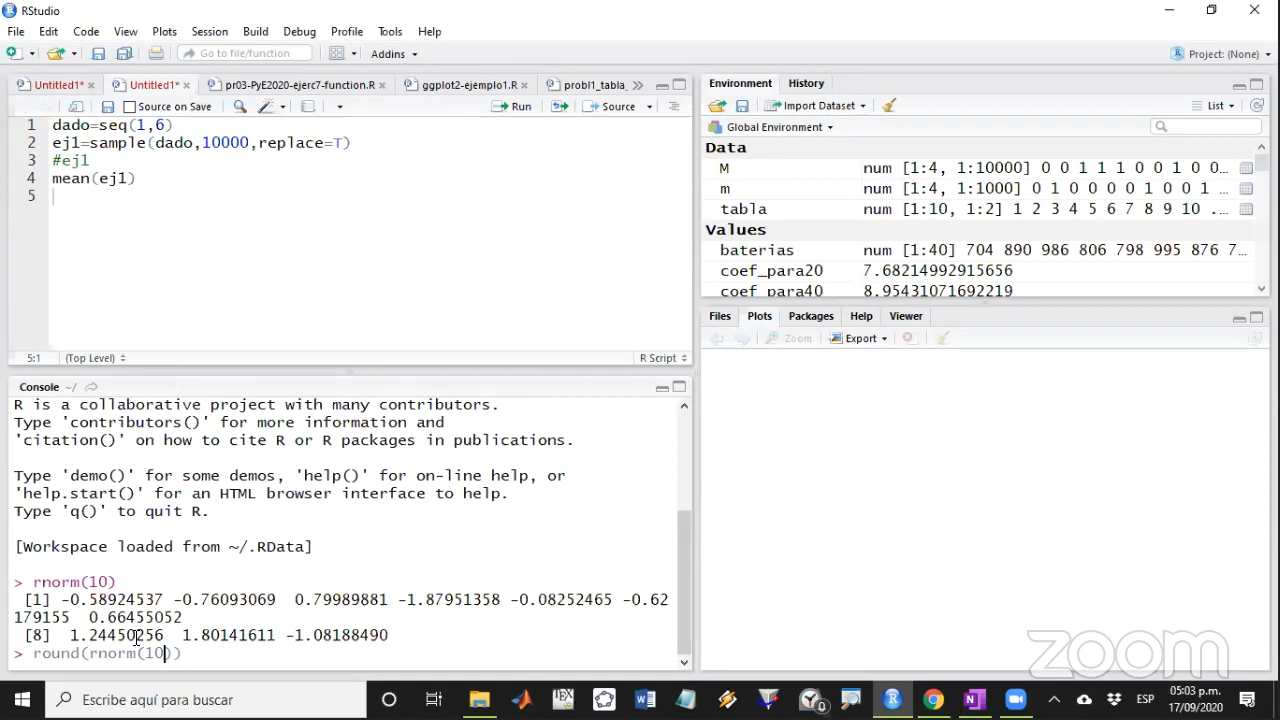 RStudio
File Edit Code View Plots Session Build Debug Profile Tools Help
Go to file/function Addins Project: (None)
Untitled1* Untitled1* pr03-PyE2020-ejerc7-function.R ggplot2-ejemplo1.R probl1_tabla_
Source on Save Run Source
1 dado=seq(1,6)
2 ej1=sample(dado,10000,replace=T)
3 #ej1
4 mean(ej1)
5
5:1 (Top Level) R Script
Console ~/
R is a collaborative project with many contributors.
Type 'contributors()' for more information and
'citation()' on how to cite R or R packages in publications.
Type 'demo()' for some demos, 'help()' for on-line help, or
'help.start()' for an HTML browser interface to help.
Type 'q()' to quit R.
[Workspace loaded from ~/.RData]
> rnorm(10)
[1] -0.58924537 -0.76093069 0.79989881 -1.87951358 -0.08252465 -0.62
179155 0.66455052
[8] 1.24450256 1.80141611 -1.08188490
> round(rnorm(10))
Environment History
Import Dataset List
Global Environment
Data
M num [1:4, 1:10000] 0 0 1 1 1 0 0 1 0 0…
m num [1:4, 1:1000] 0 1 0 0 0 0 1 0 0 1 …
tabla num [1:10, 1:2] 1 2 3 4 5 6 7 8 9 10 ...
Values
baterias num [1:40] 704 890 986 806 798 995 876 7…
coef_para20 7.68214992915656
coef_para40 8.95431071692219
Files Plots Packages Help Viewer
Zoom Export
zoom
Escribe aquí para buscar
ESP
05:03 p.m.
17/09/2020